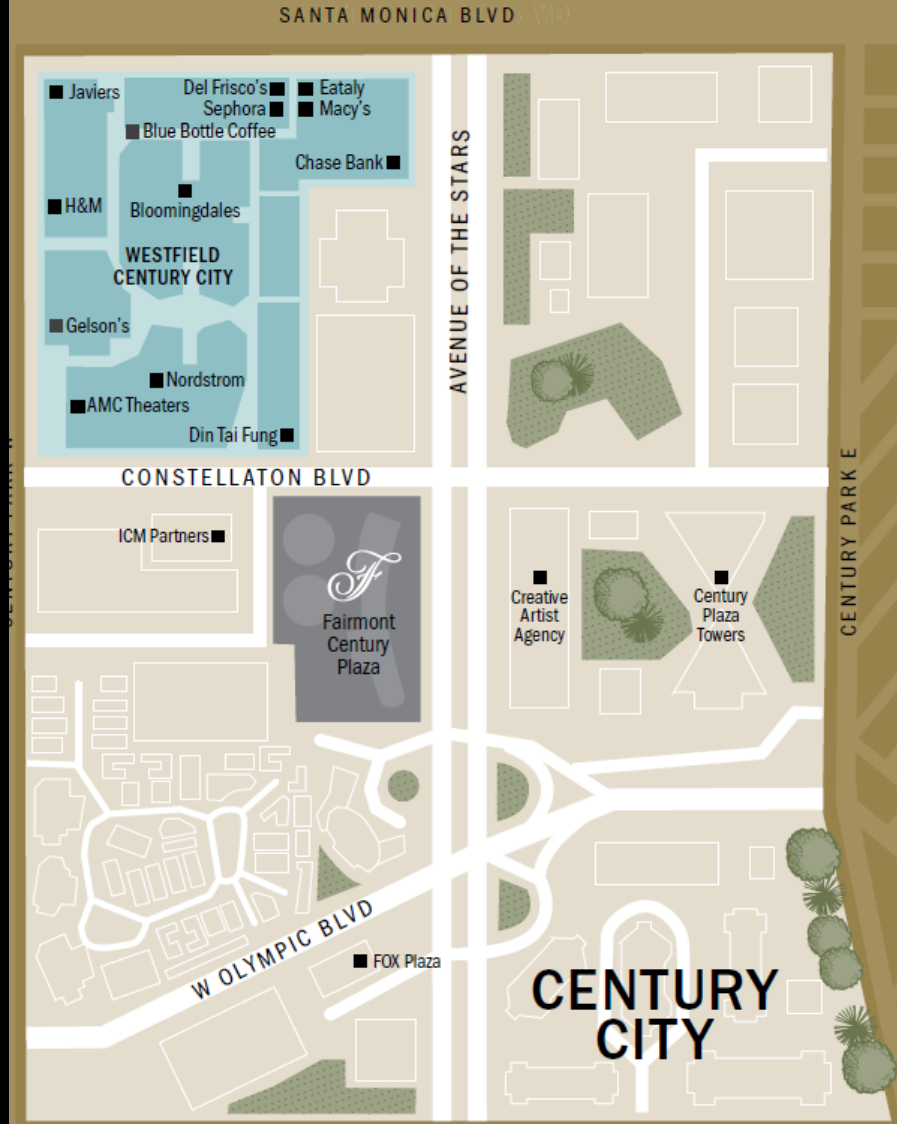 SANTA MONICA BLVD
Javiers
Del Frisco's
Eataly
Sephora
Macy's
Blue Bottle Coffee
Chase Bank
H&M
Bloomingdales
WESTFIELD
CENTURY CITY
Gelson's
Nordstrom
AMC Theaters
Din Tai Fung
AVENUE OF THE STARS
CONSTELLATON BLVD
ICM Partners
Fairmont
Century
Plaza
Creative
Artist
Agency
Century
Plaza
Towers
CENTURY PARK E
W OLYMPIC BLVD
FOX Plaza
CENTURY
CITY